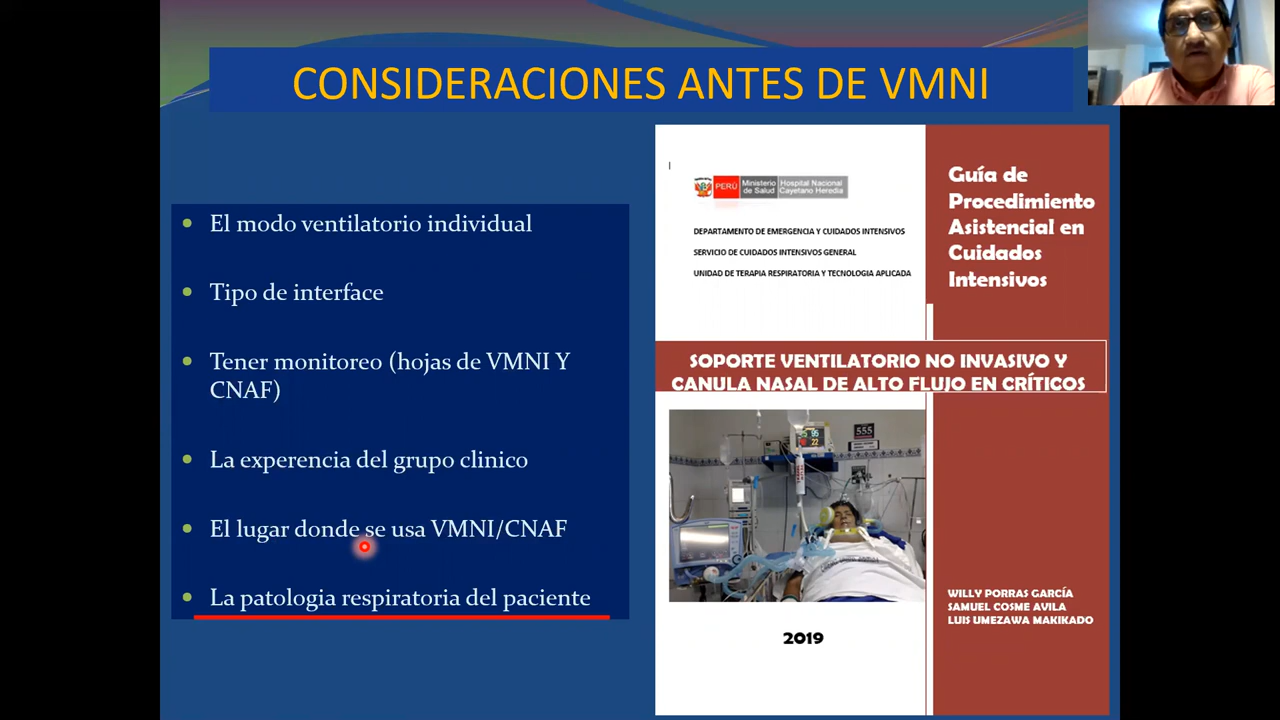 CONSIDERACIONES ANTES DE VMNI
El modo ventilatorio individual
Tipo de interface
Tener monitoreo (hojas de VMNI Y
CNAF)
La experencia del grupo clinico
El lugar donde se usa VMNI/CNAF
La patologia respiratoria del paciente
PERÚ
Ministerio
de Salud
Hospital Nacional
Cayetano Heredia
DEPARTAMENTO DE EMERGENCIA Y CUIDADOS INTENSIVOS
SERVICIO DE CUIDADOS INTENSIVOS GENERAL
UNIDAD DE TERAPIA RESPIRATORIA Y TECNOLOGIA APLICADA
Guía de
Procedimiento
Asistencial en
Cuidados
Intensivos
SOPORTE VENTILATORIO NO INVASIVO Y
CANULA NASAL DE ALTO FLUJO EN CRÍTICOS
555
95
22
2019
WILLY PORRAS GARCÍA
SAMUEL COSME AVILA
LUIS UMEZAWA MAKIKADO